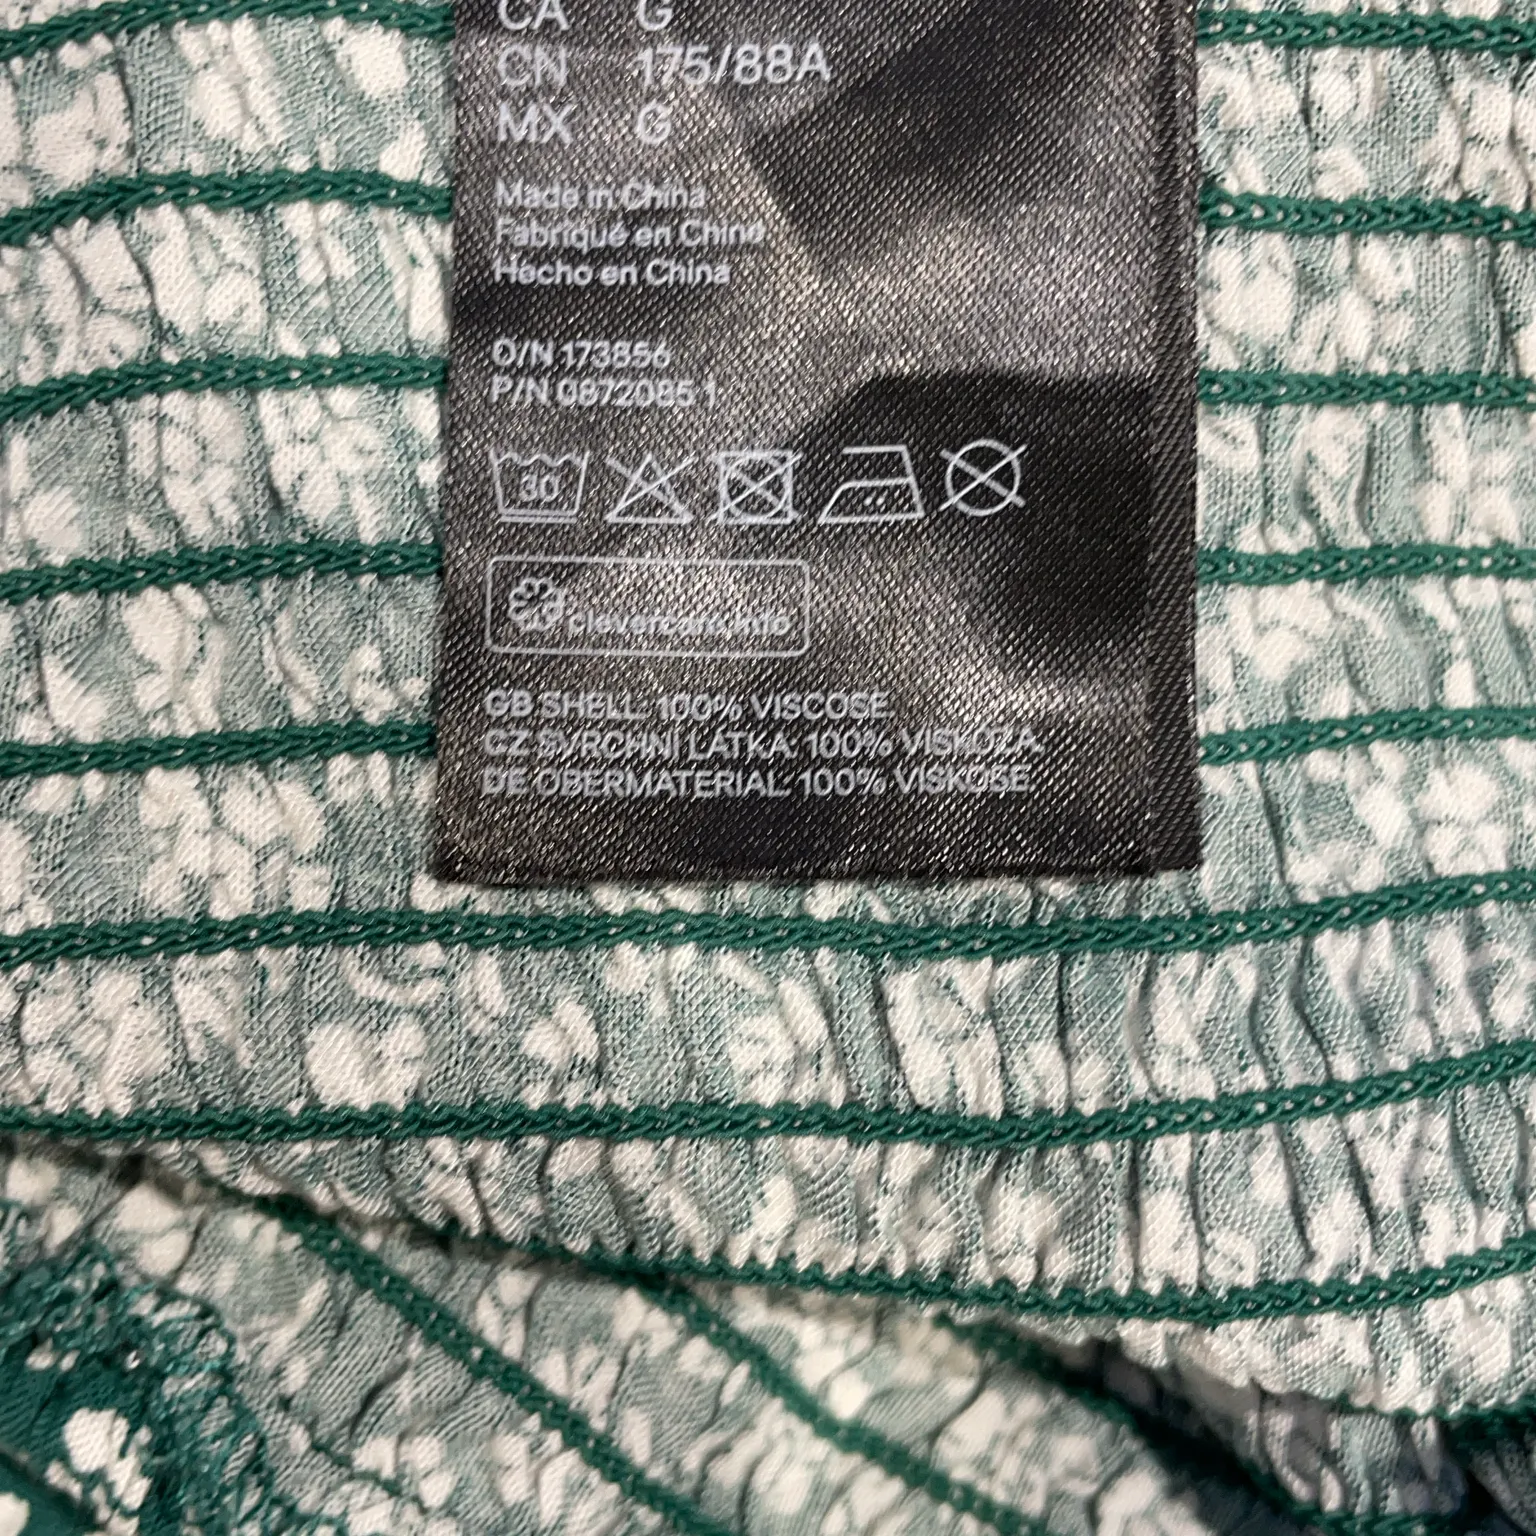 CA G
CN 175/88A
MX G
Made in China
Fabriqué en Chine
Hecho en China
O/N 173856
P/N 0872085 1
30
clevercare.info
GB SHELL: 100% VISCOSE.
CZ SVRCHNI LÁTKA: 100% VISKÓZA.
DE OBERMATERIAL: 100% VISKOSE.